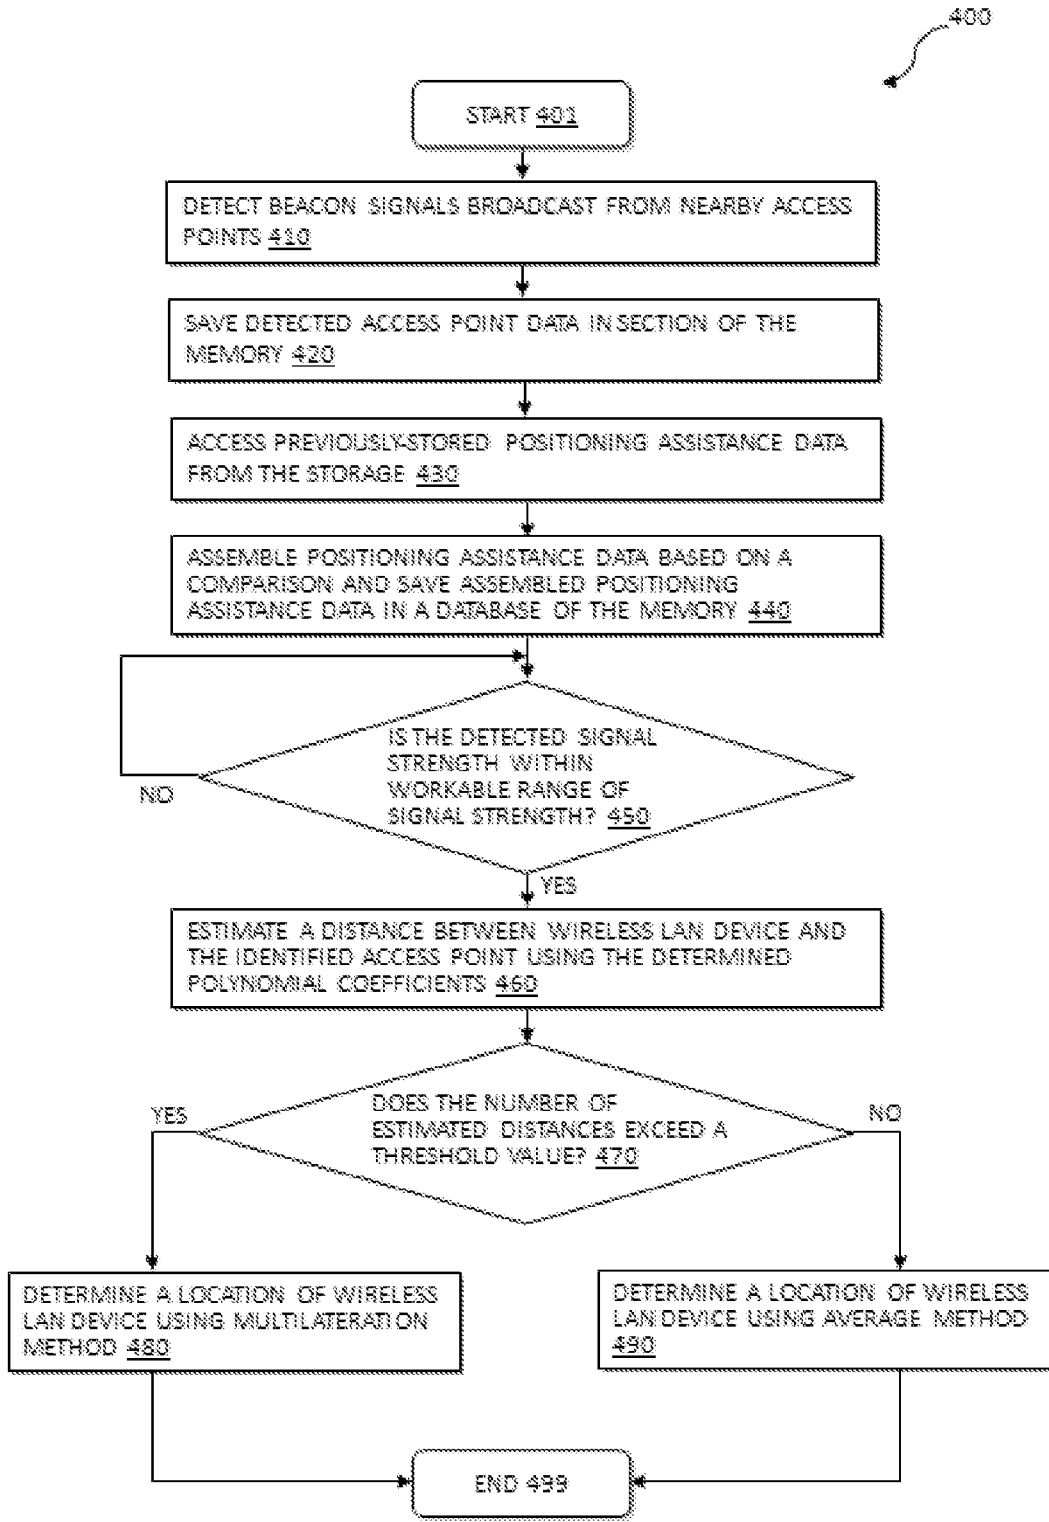 400
START 401
DETECT BEACON SIGNALS BROADCAST FROM NEARBY ACCESS
POINTS 410
SAVE DETECTED ACCESS POINT DATA IN SECTION OF THE
MEMORY 420
ACCESS PREVIOUSLY-STORED POSITIONING ASSISTANCE DATA
FROM THE STORAGE 430
ASSEMBLE POSITIONING ASSISTANCE DATA BASED ON A
COMPARISON AND SAVE ASSEMBLED POSITIONING
ASSISTANCE DATA IN A DATABASE OF THE MEMORY 440
IS THE DETECTED SIGNAL
STRENGTH WITHIN
WORKABLE RANGE OF
SIGNAL STRENGTH? 450
NO
YES
ESTIMATE A DISTANCE BETWEEN WIRELESS LAN DEVICE AND
THE IDENTIFIED ACCESS POINT USING THE DETERMINED
POLYNOMIAL COEFFICIENTS 460
DOES THE NUMBER OF
ESTIMATED DISTANCES EXCEED A
THRESHOLD VALUE? 470
YES
NO
DETERMINE A LOCATION OF WIRELESS
LAN DEVICE USING MULTILATERATION
METHOD 480
DETERMINE A LOCATION OF WIRELESS
LAN DEVICE USING AVERAGE METHOD
490
END 499